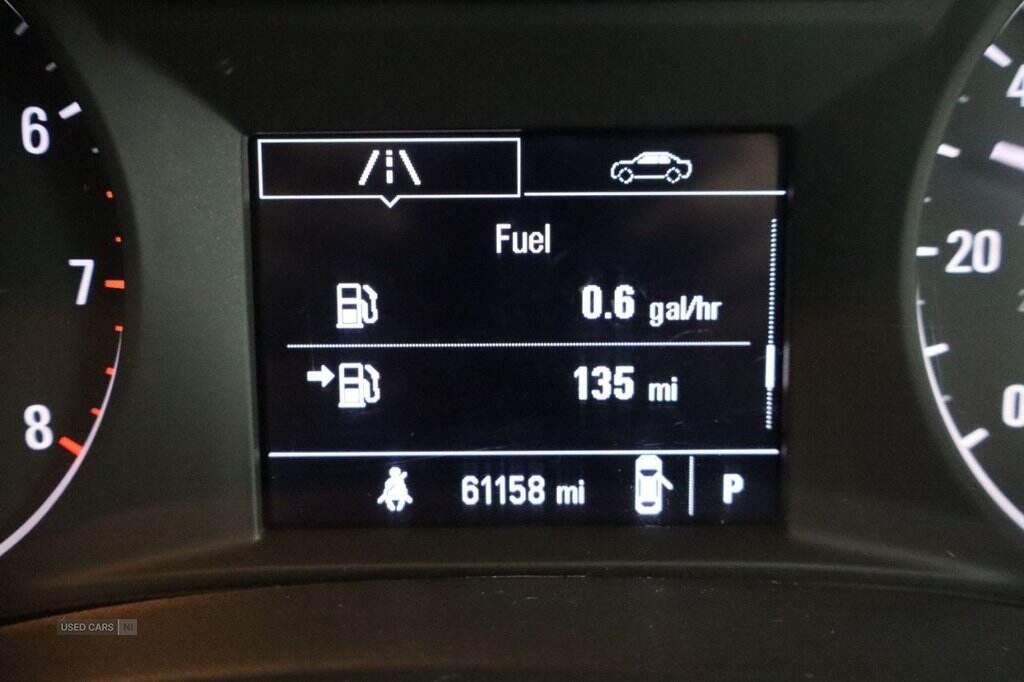 6
7
8
Fuel
0.6 gal/hr
135 mi
61158 mi P
4
20
0
USED CARS NI